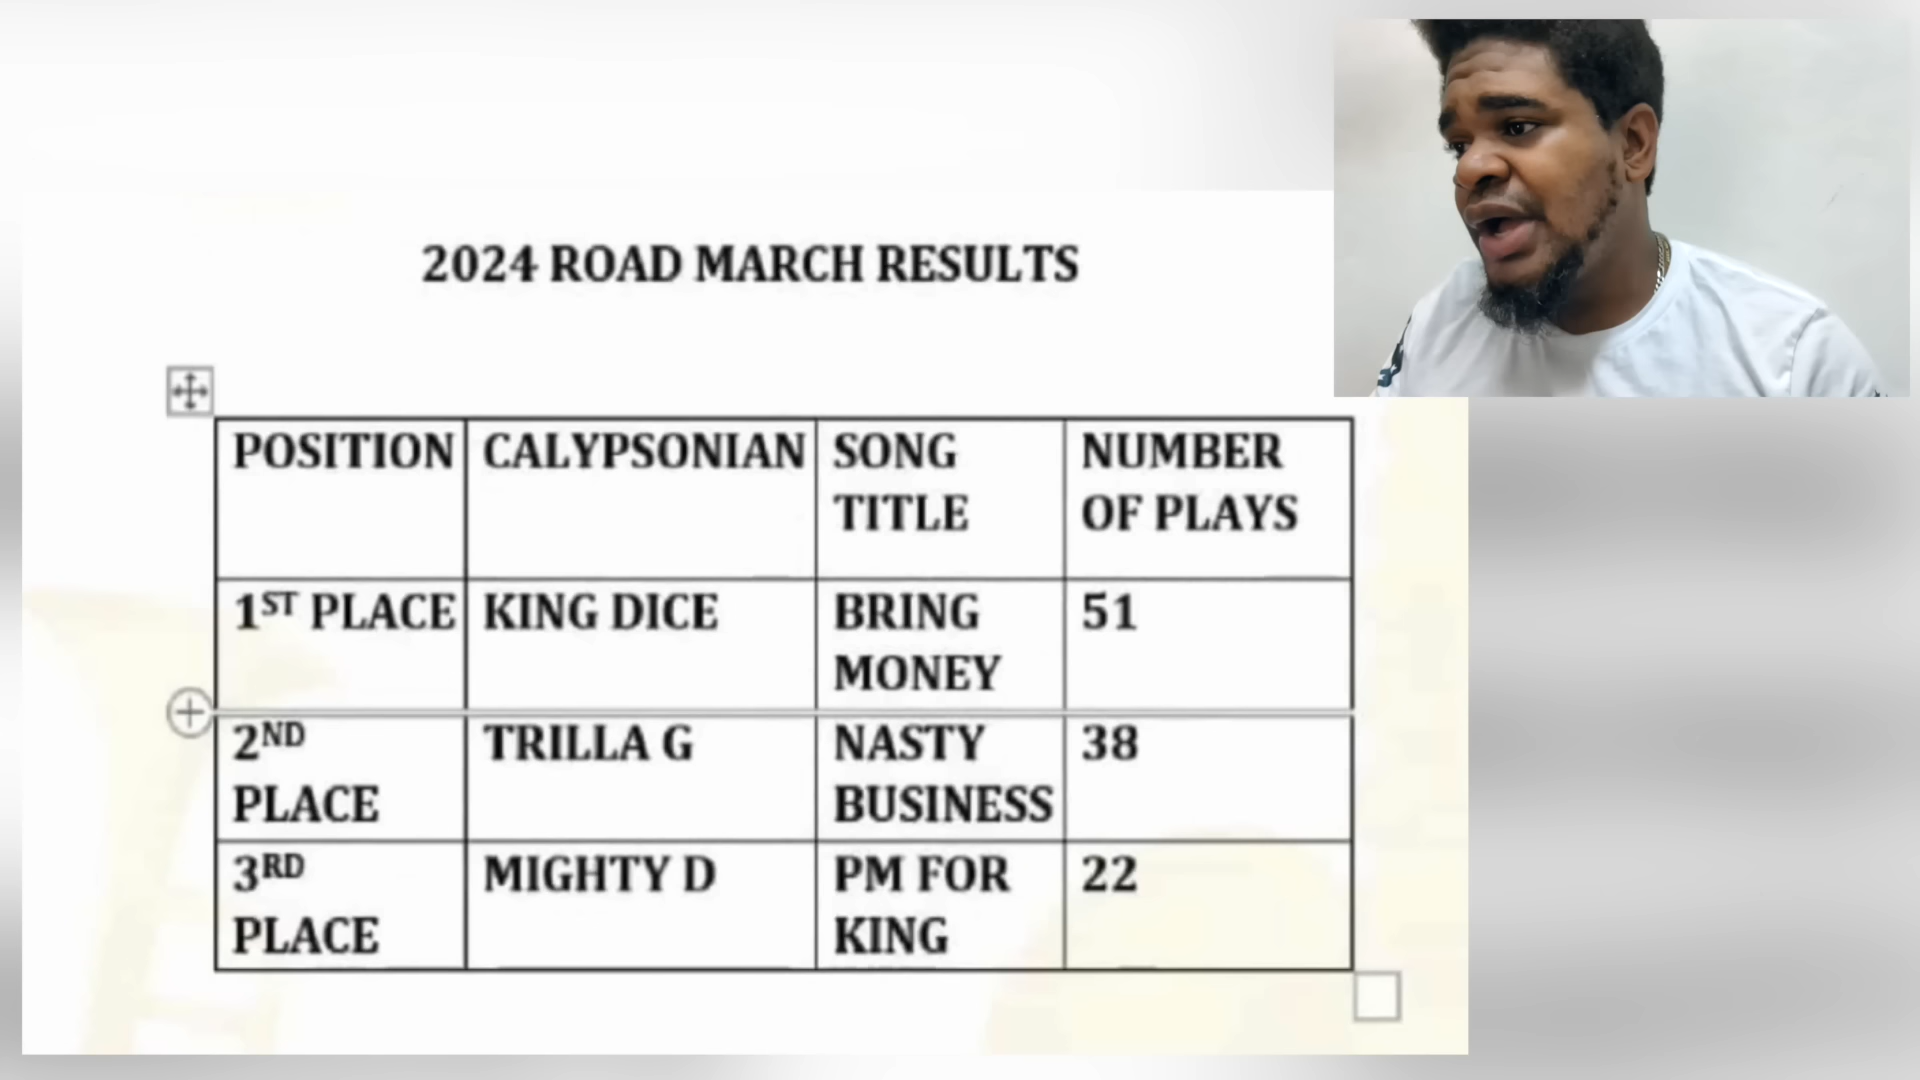 2024 ROAD MARCH RESULTS
POSITION CALYPSONIAN SONG TITLE NUMBER OF PLAYS
1ST PLACE KING DICE BRING MONEY 51
2ND PLACE TRILLA G NASTY BUSINESS 38
3RD PLACE MIGHTY D PM FOR KING 22